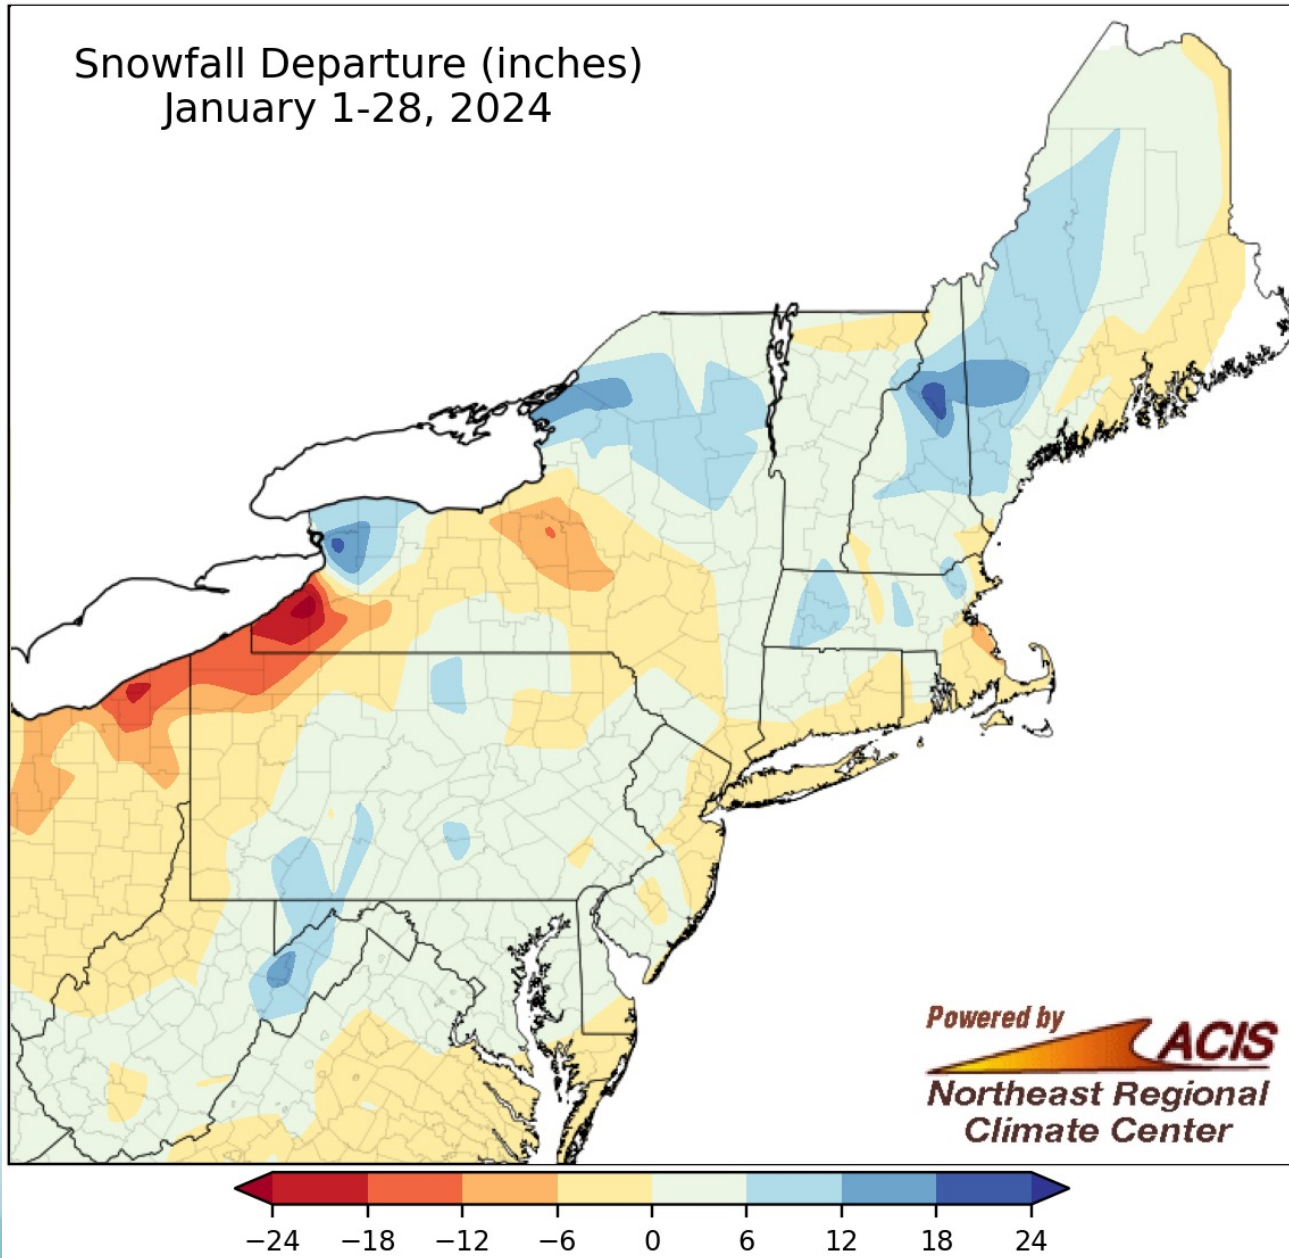 Snowfall Departure (inches)
January 1-28, 2024
Powered by
ACIS
Northeast Regional
Climate Center
−24 −18 −12 −6 0 6 12 18 24